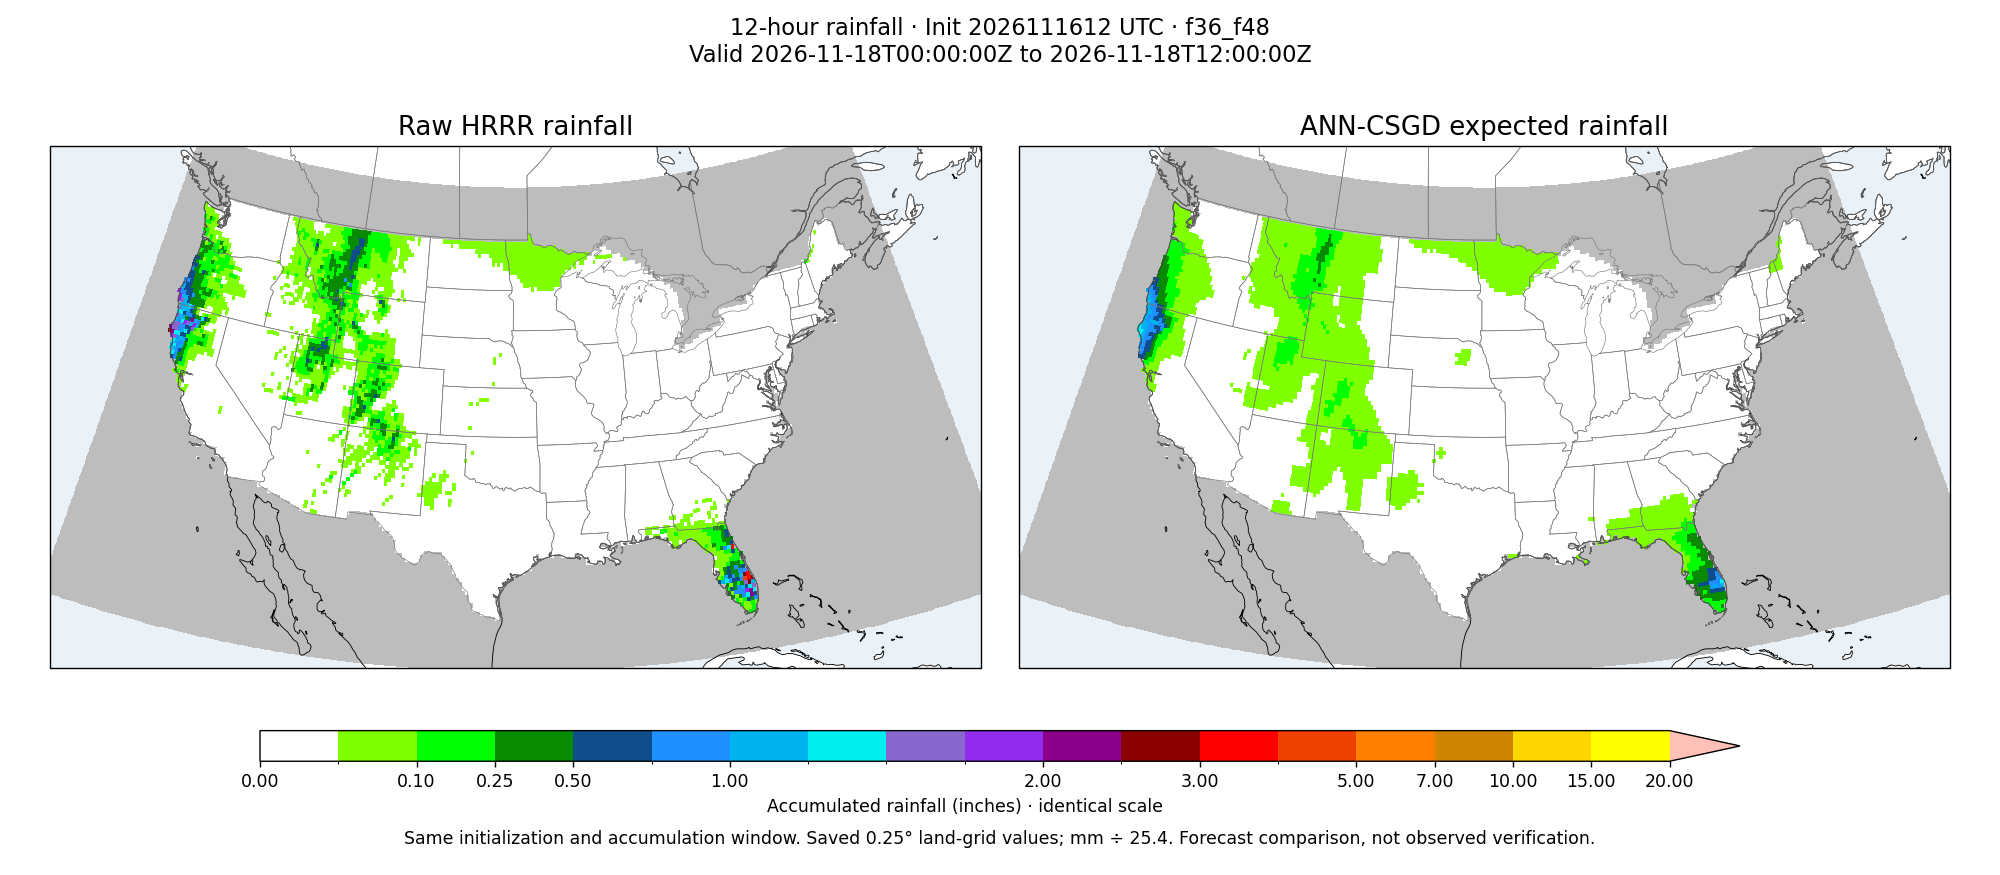 12-hour rainfall · Init 2026111612 UTC · f36_f48
Valid 2026-11-18T00:00:00Z to 2026-11-18T12:00:00Z
Raw HRRR rainfall
ANN-CSGD expected rainfall
0.00 0.10 0.25 0.50 1.00 2.00 3.00 5.00 7.00 10.00 15.00 20.00
Accumulated rainfall (inches) · identical scale
Same initialization and accumulation window. Saved 0.25° land-grid values; mm ÷ 25.4. Forecast comparison, not observed verification.